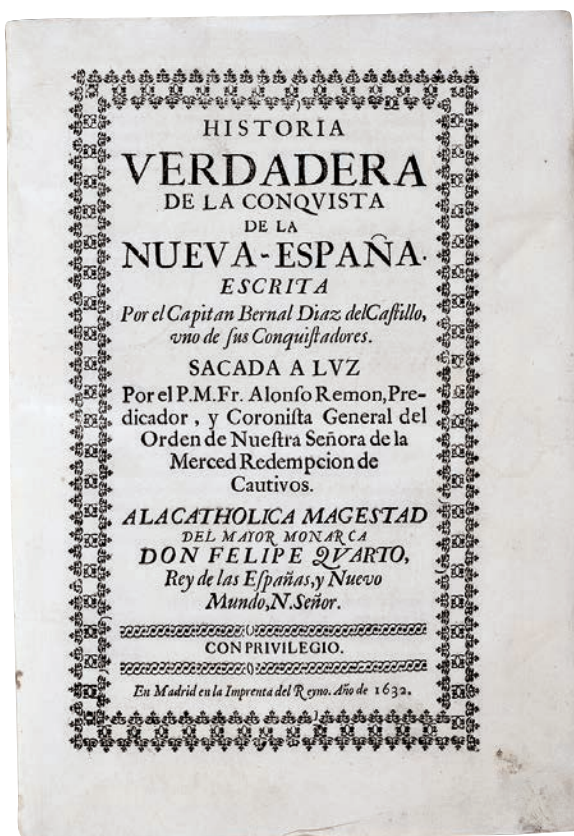 HISTORIA
VERDADERA
DE LA CONQVISTA
DE LA
NUEVA-ESPAÑA.
ESCRITA
Por el Capitan Bernal Diaz del Caſtillo,
vno de ſus Conquiſtadores.
SACADA A LVZ
Por el P.M.Fr. Alonſo Remon, Pre-
dicador, y Coroniſta General del
Orden de Nueſtra Señora de la
Merced Redempcion de
Cautivos.
A LA CATHOLICA MAGESTAD
DEL MAYOR MONARCA
DON FELIPE QVARTO,
Rey de las Eſpañas, y Nuevo
Mundo, N. Señor.
CON PRIVILEGIO.
En Madrid en la Imprenta del Reyno. Año de 1632.